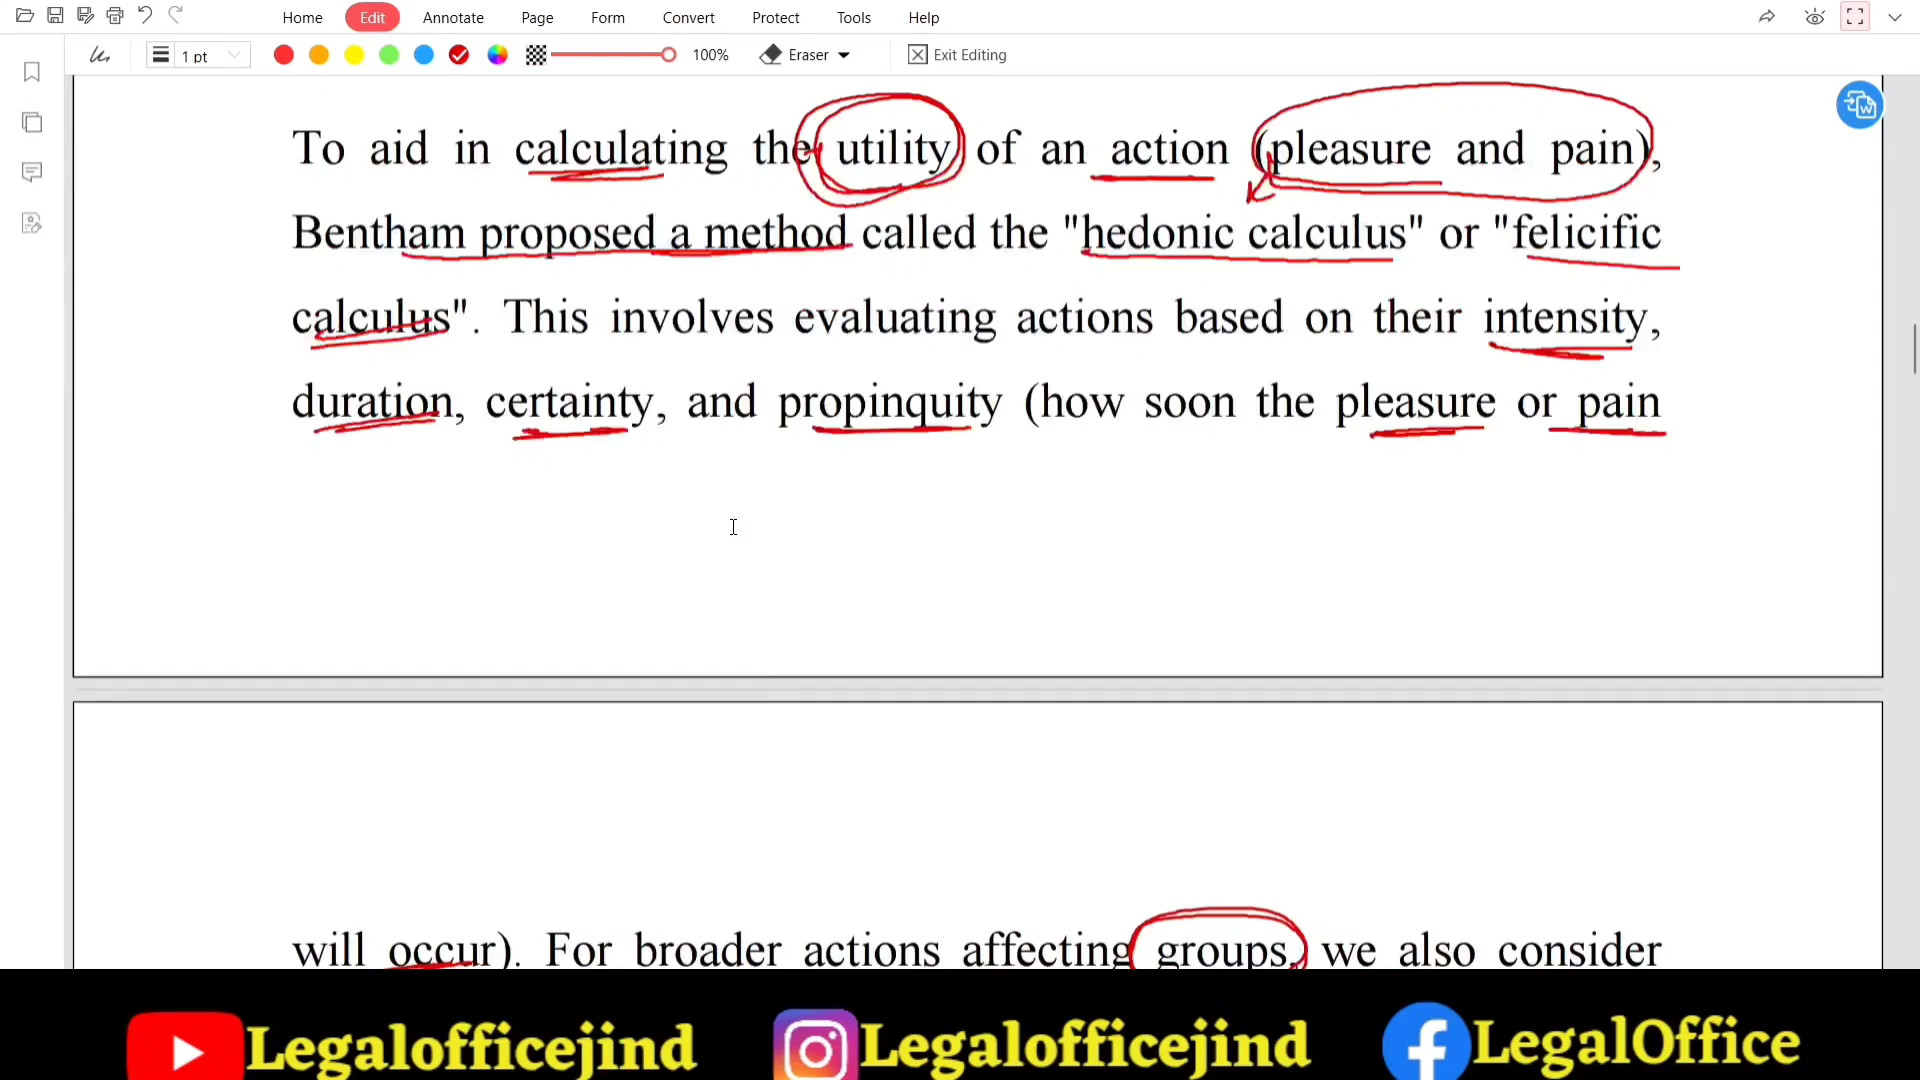 Home Edit Annotate Page Form Convert Protect Tools Help
1 pt 100% Eraser Exit Editing
To aid in calculating the utility of an action (pleasure and pain),
Bentham proposed a method called the "hedonic calculus" or "felicific
calculus". This involves evaluating actions based on their intensity,
duration, certainty, and propinquity (how soon the pleasure or pain
will occur). For broader actions affecting groups, we also consider
Legalofficejind Legalofficejind LegalOffice